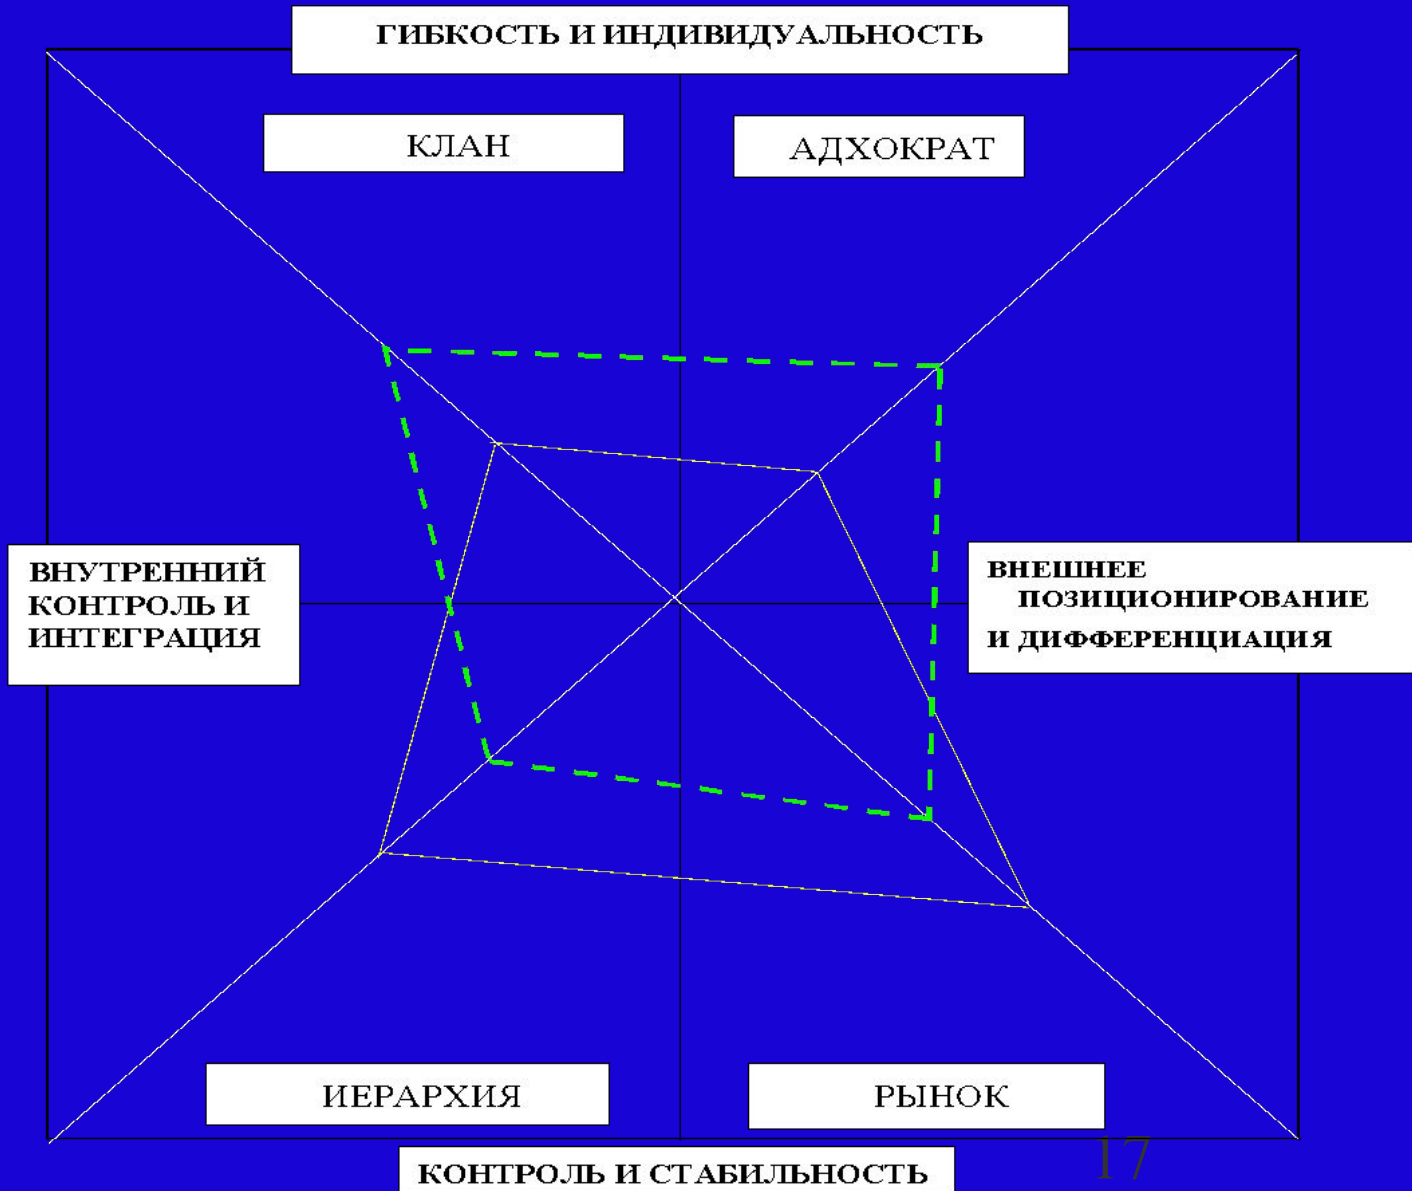 ГИБКОСТЬ И ИНДИВИДУАЛЬНОСТЬ
КЛАН
АДХОКРАТ
ВНУТРЕННИЙ
КОНТРОЛЬ И
ИНТЕГРАЦИЯ
ВНЕШНЕЕ
ПОЗИЦИОНИРОВАНИЕ
И ДИФФЕРЕНЦИАЦИЯ
ИЕРАРХИЯ
РЫНОК
КОНТРОЛЬ И СТАБИЛЬНОСТЬ
17